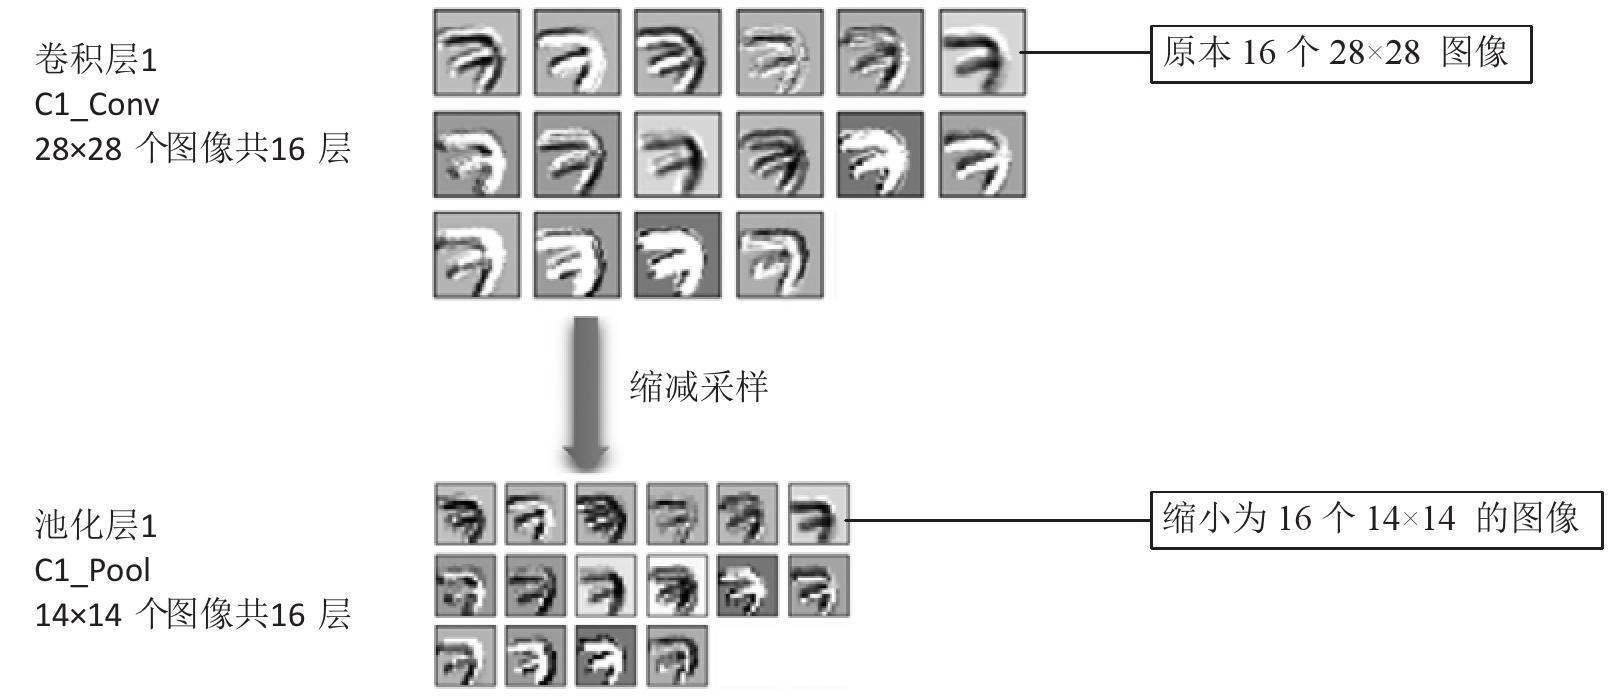 卷积层1
C1_Conv
28×28 个图像共16 层
原本 16 个 28×28 图像
缩减采样
池化层1
C1_Pool
14×14 个图像共16 层
缩小为 16 个 14×14 的图像